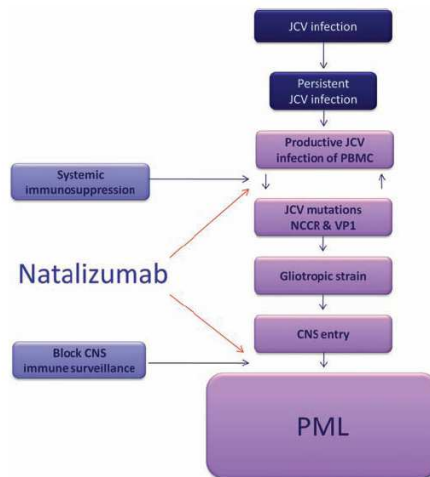 JCV infection
Persistent
JCV infection
Productive JCV
infection of PBMC
Systemic
immunosuppression
JCV mutations
NCCR & VP1
Natalizumab
Gliotropic strain
CNS entry
Block CNS
immune surveillance
PML